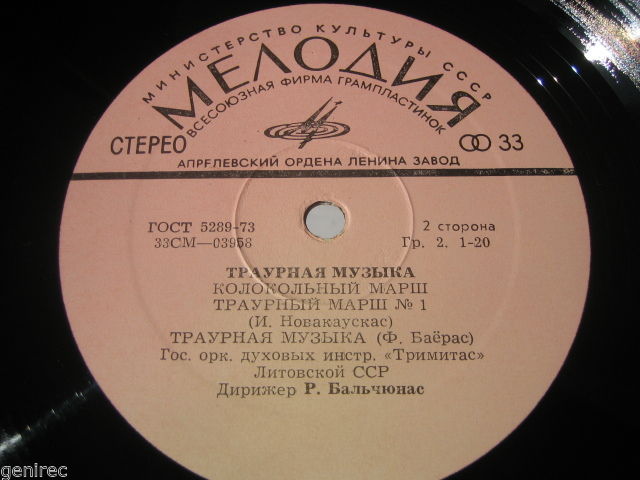 МИНИСТЕРСТВО КУЛЬТУРЫ СССР
МЕЛОДИЯ
ВСЕСОЮЗНАЯ ФИРМА ГРАМПЛАСТИНОК
СТЕРЕО
33
АПРЕЛЕВСКИЙ ОРДЕНА ЛЕНИНА ЗАВОД
ГОСТ 5289-73
33СМ—03958
2 сторона
Гр. 2. 1-20
ТРАУРНАЯ МУЗЫКА
КОЛОКОЛЬНЫЙ МАРШ
ТРАУРНЫЙ МАРШ № 1
(И. Новакаускас)
ТРАУРНАЯ МУЗЫКА (Ф. Баёрас)
Гос. орк. духовых инстр. «Тримитас»
Литовской ССР
Дирижер Р. Бальчюнас
genirec